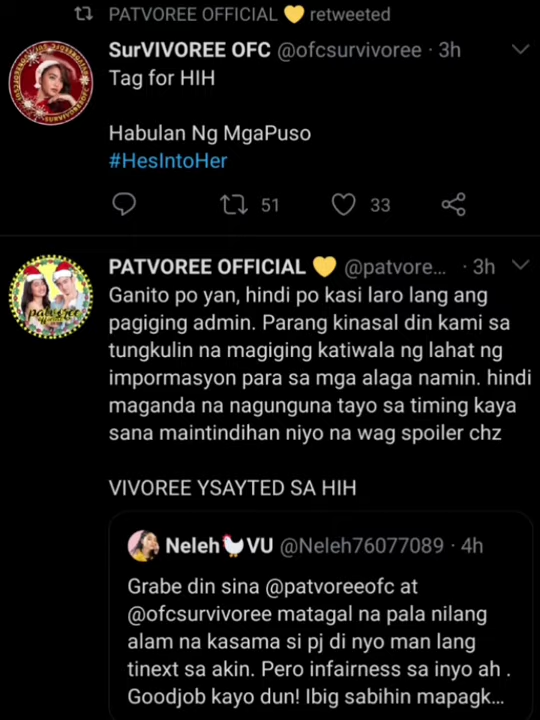 PATVOREE OFFICIAL 💛 retweeted
SurVIVOREE OFC @ofcsurvivoree · 3h
Tag for HIH
Habulan Ng MgaPuso
#HesIntoHer
51
33
PATVOREE OFFICIAL 💛 @patvore... · 3h
Ganito po yan, hindi po kasi laro lang ang
pagiging admin. Parang kinasal din kami sa
tungkulin na magiging katiwala ng lahat ng
impormasyon para sa mga alaga namin. hindi
maganda na nagunguna tayo sa timing kaya
sana maintindihan niyo na wag spoiler chz
VIVOREE YSAYTED SA HIH
Neleh🐓VU @Neleh76077089 · 4h
Grabe din sina @patvoreeofc at
@ofcsurvivoree matagal na pala nilang
alam na kasama si pj di nyo man lang
tinext sa akin. Pero infairness sa inyo ah .
Goodjob kayo dun! Ibig sabihin mapagk...